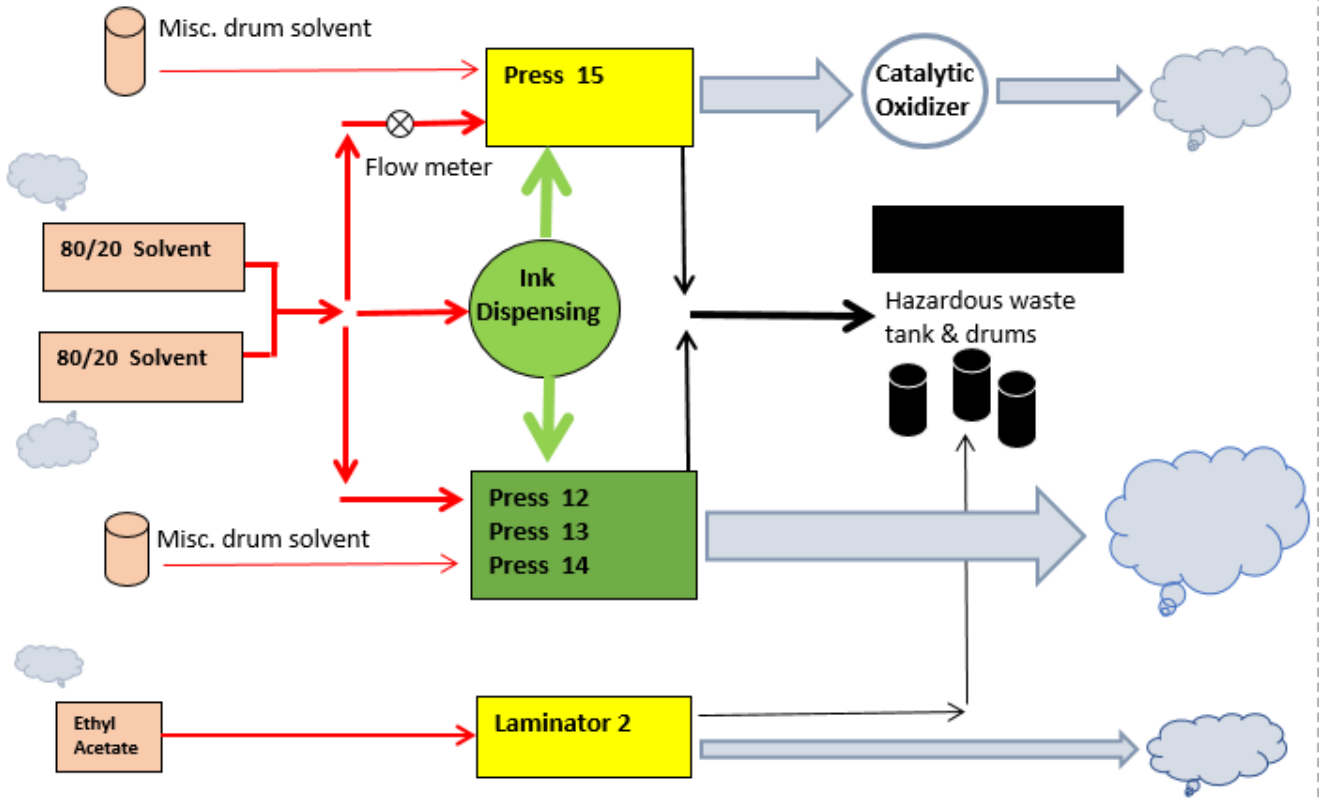 Misc. drum solvent
Press 15
Catalytic
Oxidizer
Flow meter
80/20 Solvent
Ink
Dispensing
Hazardous waste
tank & drums
80/20 Solvent
Press 12
Press 13
Press 14
Misc. drum solvent
Ethyl
Acetate
Laminator 2